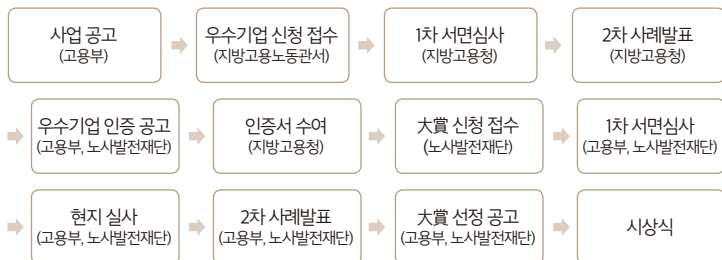 사업 공고
(고용부)
우수기업 신청 접수
(지방고용노동관서)
1차 서면심사
(지방고용청)
2차 사례발표
(지방고용청)
우수기업 인증 공고
(고용부, 노사발전재단)
인증서 수여
(지방고용청)
大賞 신청 접수
(노사발전재단)
1차 서면심사
(고용부, 노사발전재단)
현지 실사
(고용부, 노사발전재단)
2차 사례발표
(고용부, 노사발전재단)
大賞 선정 공고
(고용부, 노사발전재단)
시상식